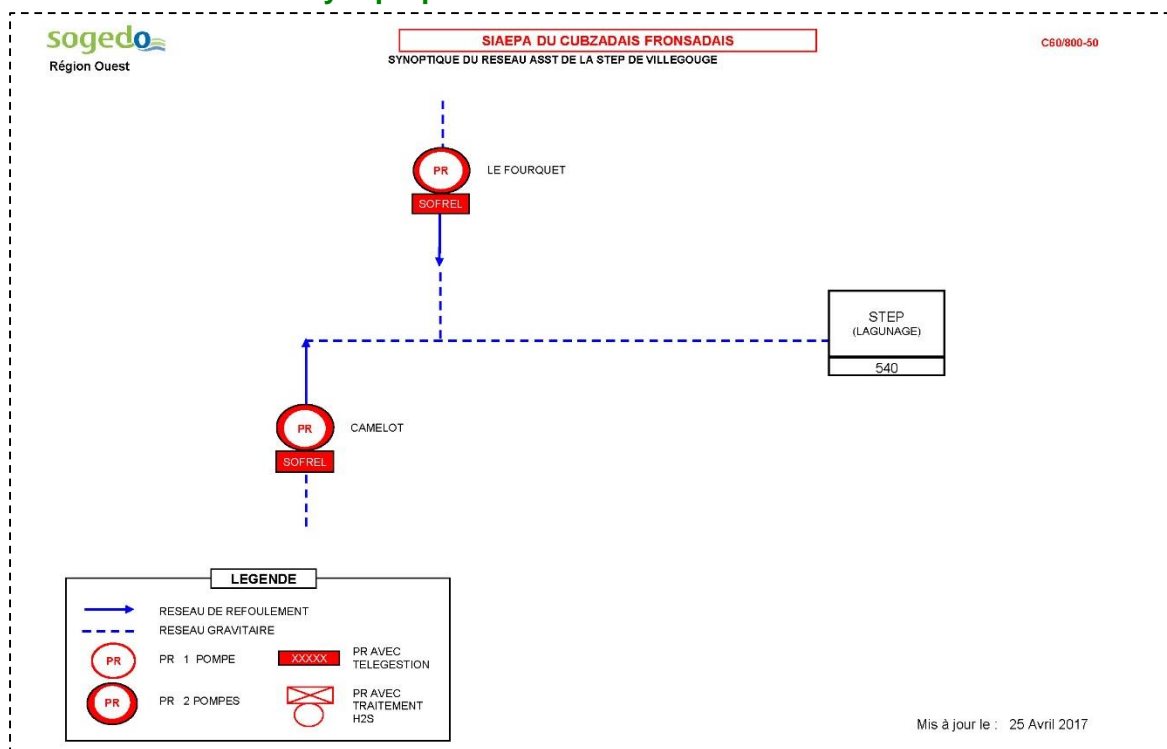 sogedo
Région Ouest
SIAEPA DU CUBZADAIS FRONSADAIS
SYNOPTIQUE DU RESEAU ASST DE LA STEP DE VILLEGOUGE
C60/800-50
PR
LE FOURQUET
SOFREL
STEP
(LAGUNAGE)
540
PR
CAMELOT
SOFREL
LEGENDE
RESEAU DE REFOULEMENT
RESEAU GRAVITAIRE
PR
PR 1 POMPE
XXXXX
PR AVEC
TELEGESTION
PR
PR 2 POMPES
PR AVEC
TRAITEMENT
H2S
Mis à jour le : 25 Avril 2017